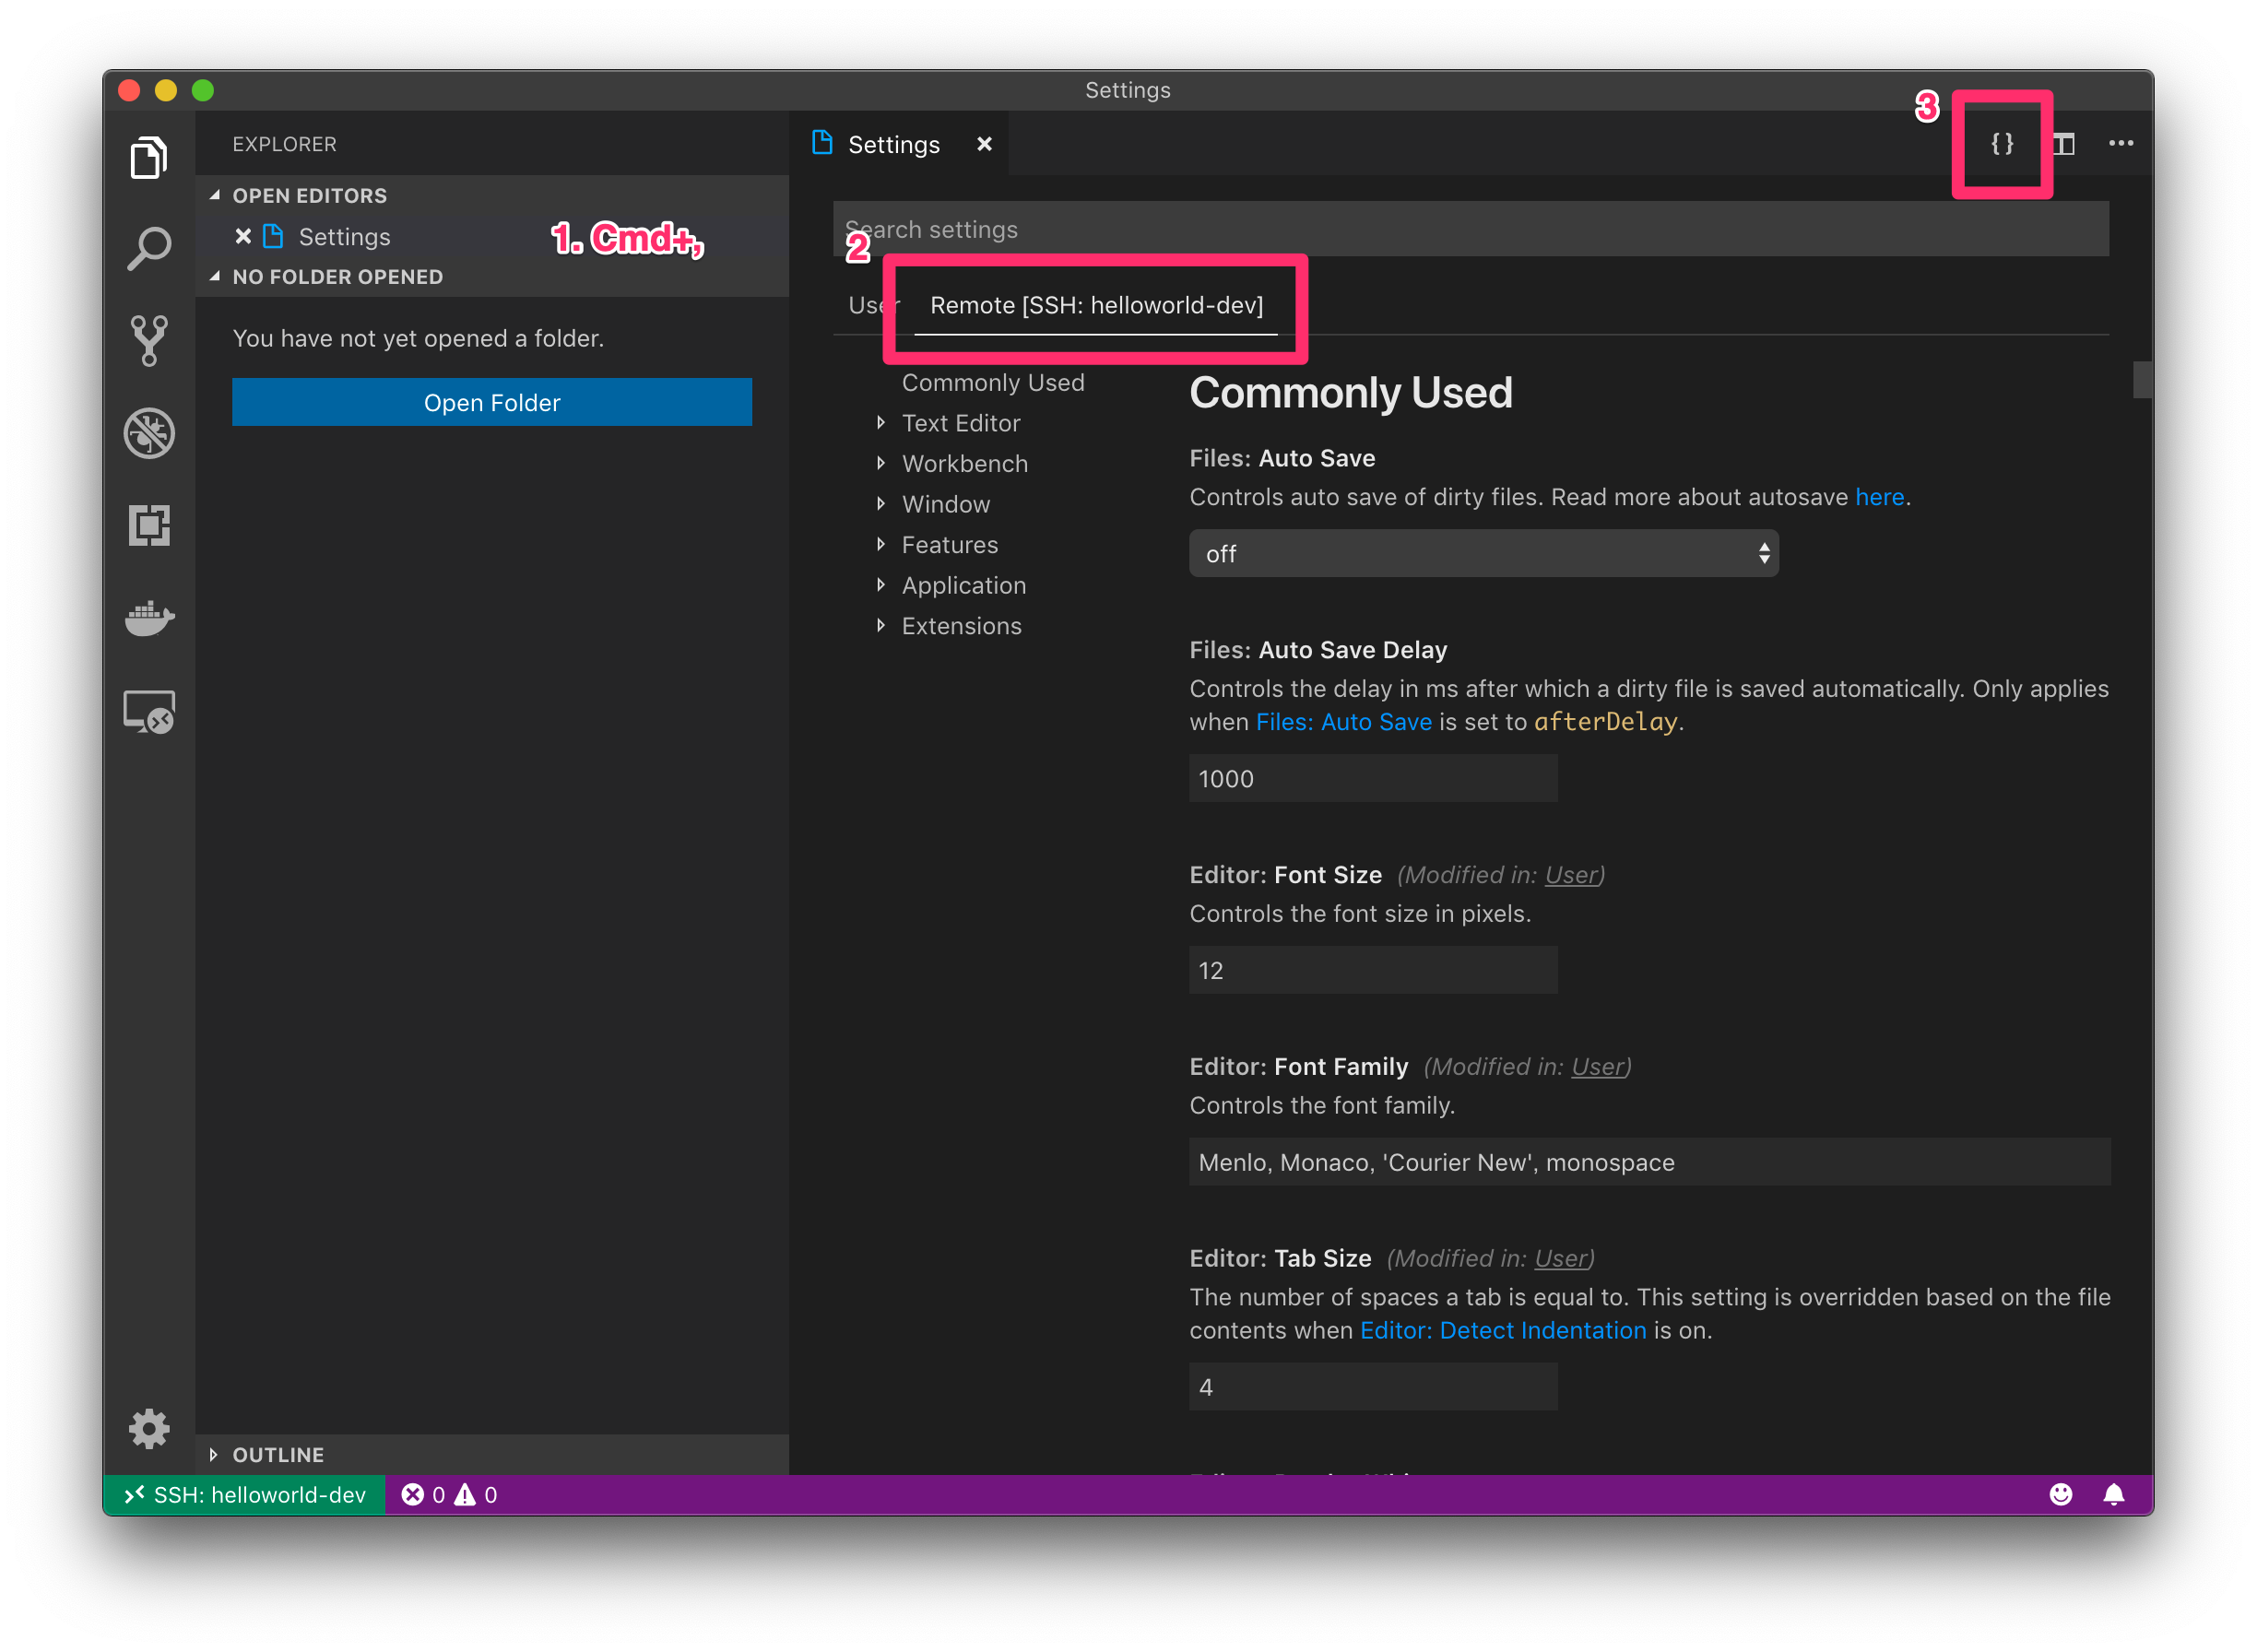 Settings
EXPLORER
OPEN EDITORS
Settings
1. Cmd+,
NO FOLDER OPENED
You have not yet opened a folder.
Open Folder
OUTLINE
Settings
3
{}
Search settings
2
User
Remote [SSH: helloworld-dev]
Commonly Used
Text Editor
Workbench
Window
Features
Application
Extensions
Commonly Used
Files: Auto Save
Controls auto save of dirty files. Read more about autosave here.
off
Files: Auto Save Delay
Controls the delay in ms after which a dirty file is saved automatically. Only applies
when Files: Auto Save is set to afterDelay.
1000
Editor: Font Size (Modified in: User)
Controls the font size in pixels.
12
Editor: Font Family (Modified in: User)
Controls the font family.
Menlo, Monaco, 'Courier New', monospace
Editor: Tab Size (Modified in: User)
The number of spaces a tab is equal to. This setting is overridden based on the file
contents when Editor: Detect Indentation is on.
4
SSH: helloworld-dev
0
0